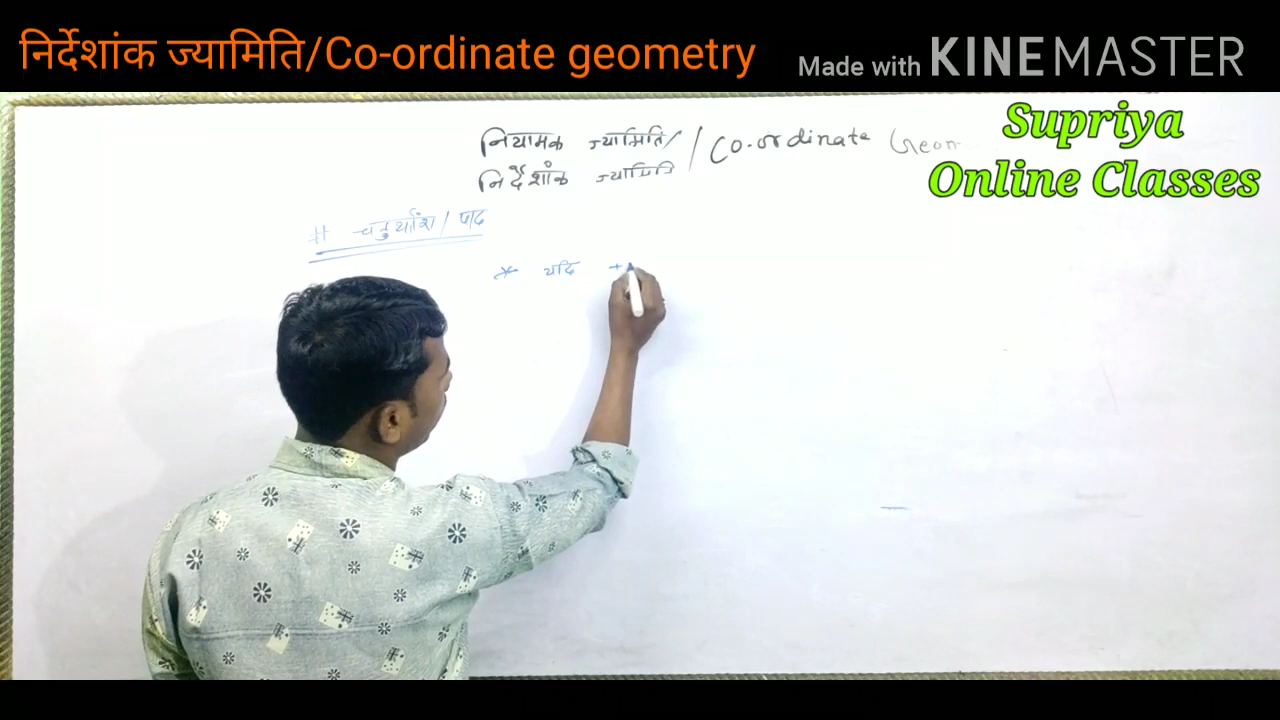 निर्देशांक ज्यामिति/Co-ordinate geometry
Made with KINEMASTER
Supriya
Online Classes
नियामक ज्यामिति/ / Co-ordinate Geom
निर्देशांक ज्यामिति
# चतुर्थांश / पाद
* यदि +